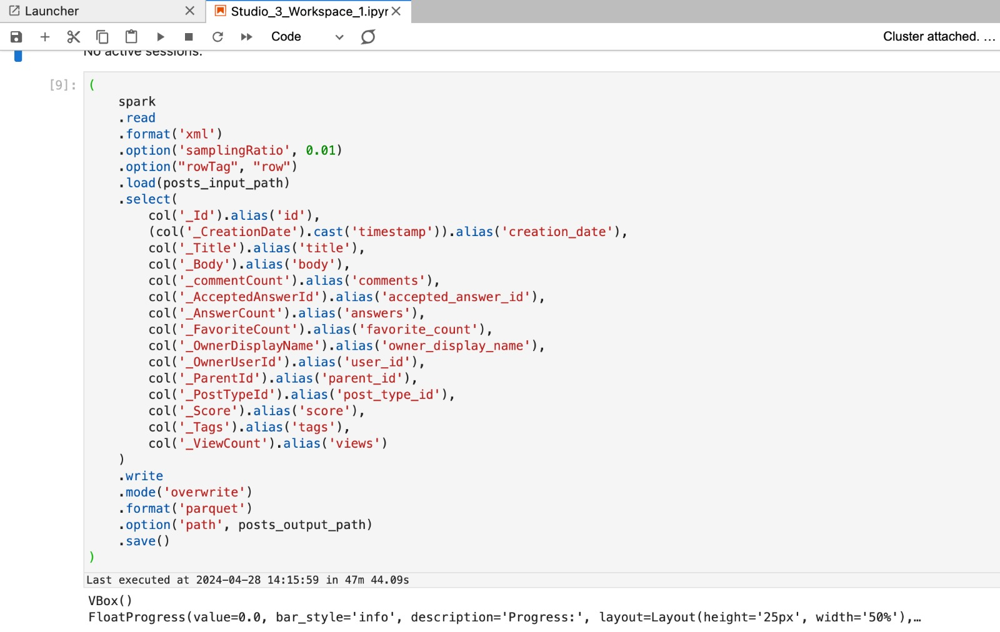 Launcher
Studio_3_Workspace_1.ipyr
Code
Cluster attached. …
No active sessions.
[9]:
(
    spark
    .read
    .format('xml')
    .option('samplingRatio', 0.01)
    .option("rowTag", "row")
    .load(posts_input_path)
    .select(
        col('_Id').alias('id'),
        (col('_CreationDate').cast('timestamp')).alias('creation_date'),
        col('_Title').alias('title'),
        col('_Body').alias('body'),
        col('_commentCount').alias('comments'),
        col('_AcceptedAnswerId').alias('accepted_answer_id'),
        col('_AnswerCount').alias('answers'),
        col('_FavoriteCount').alias('favorite_count'),
        col('_OwnerDisplayName').alias('owner_display_name'),
        col('_OwnerUserId').alias('user_id'),
        col('_ParentId').alias('parent_id'),
        col('_PostTypeId').alias('post_type_id'),
        col('_Score').alias('score'),
        col('_Tags').alias('tags'),
        col('_ViewCount').alias('views')
    )
    .write
    .mode('overwrite')
    .format('parquet')
    .option('path', posts_output_path)
    .save()
)
Last executed at 2024-04-28 14:15:59 in 47m 44.09s
VBox()
FloatProgress(value=0.0, bar_style='info', description='Progress:', layout=Layout(height='25px', width='50%'),…